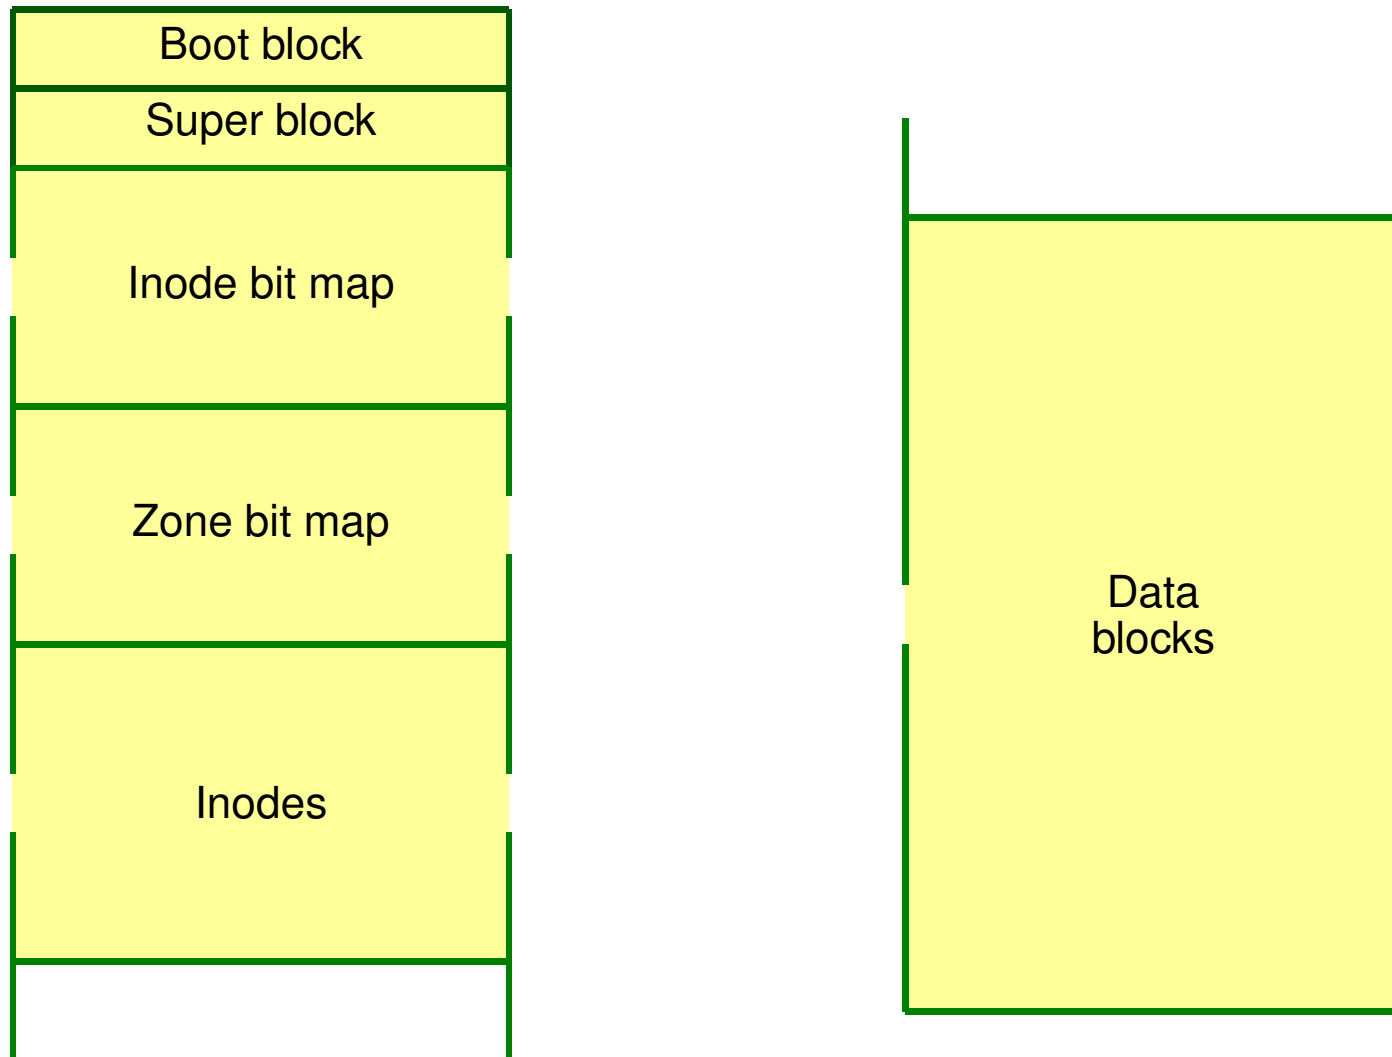 Boot block
Super block
Inode bit map
Zone bit map
Inodes
Data
blocks